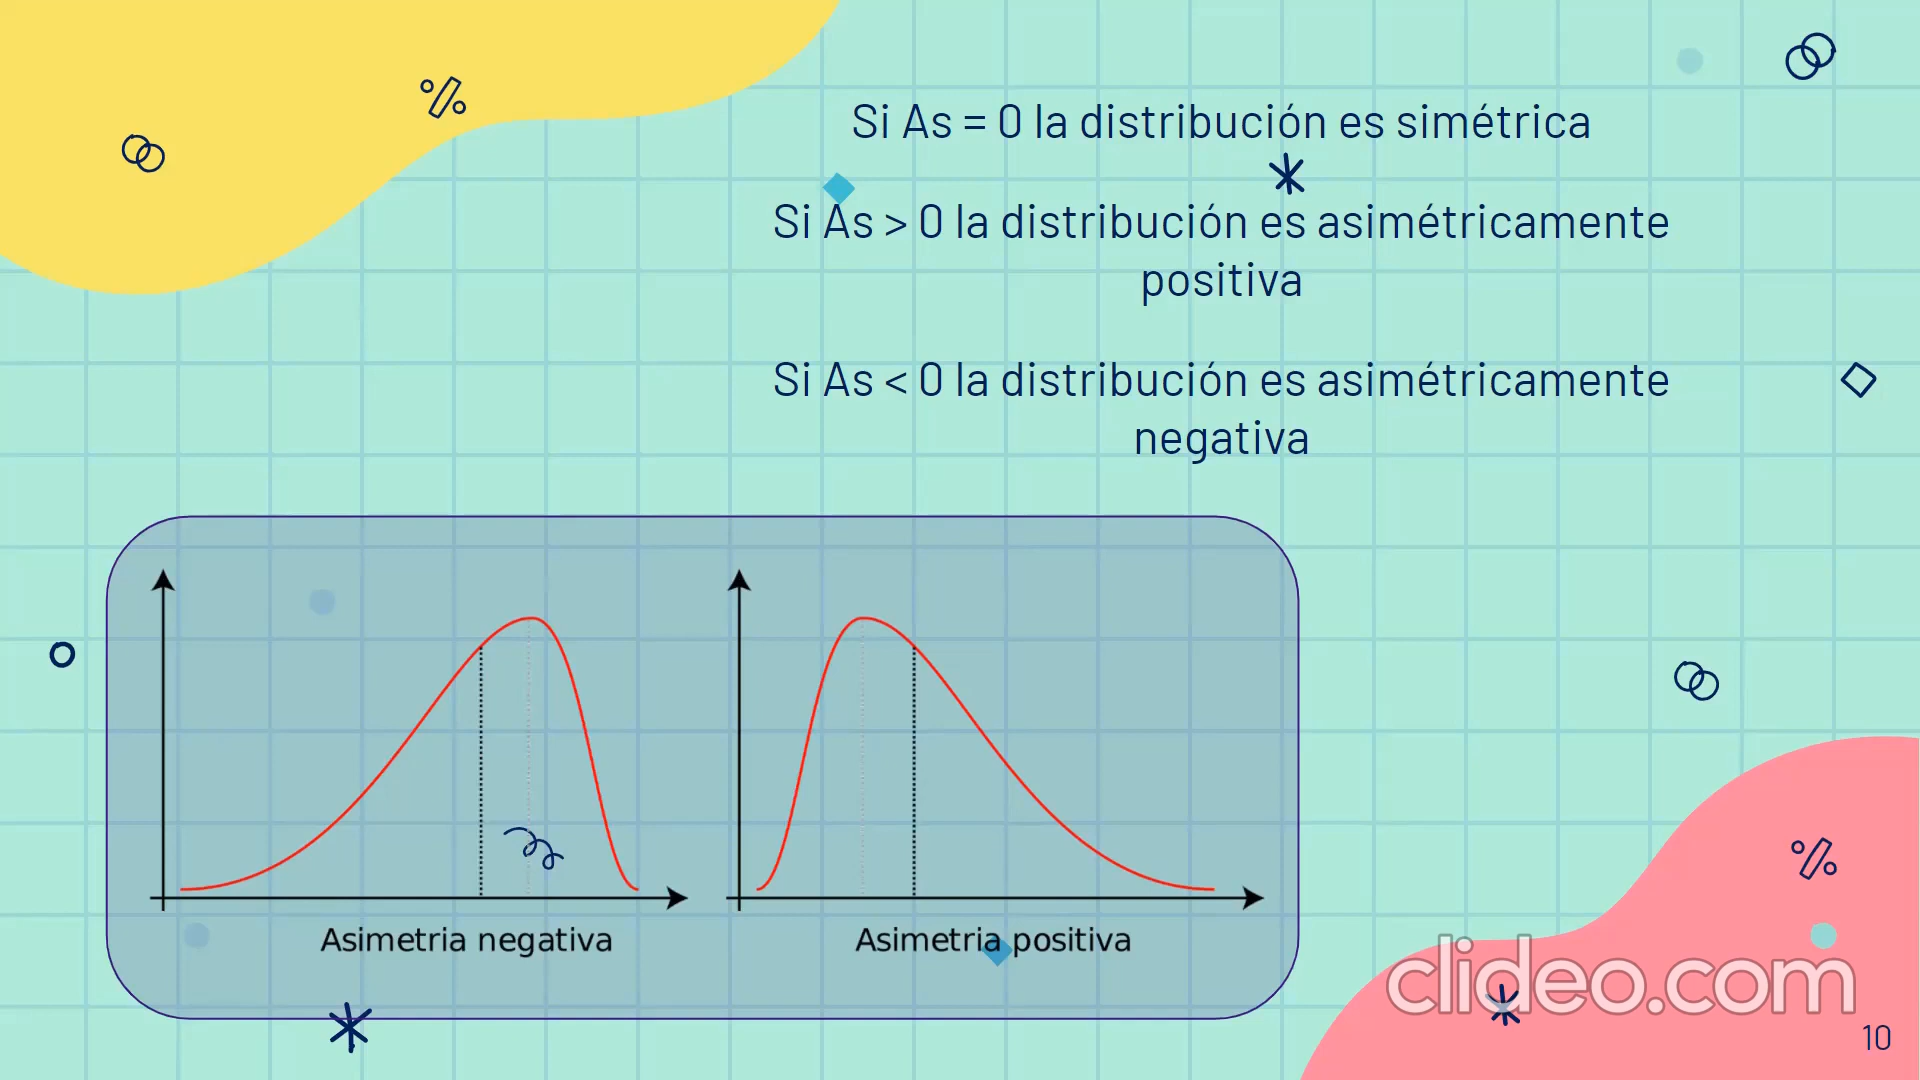 Si As = 0 la distribución es simétrica
Si As > 0 la distribución es asimétricamente
positiva
Si As < 0 la distribución es asimétricamente
negativa
Asimetria negativa
Asimetria positiva
clideo.com
10